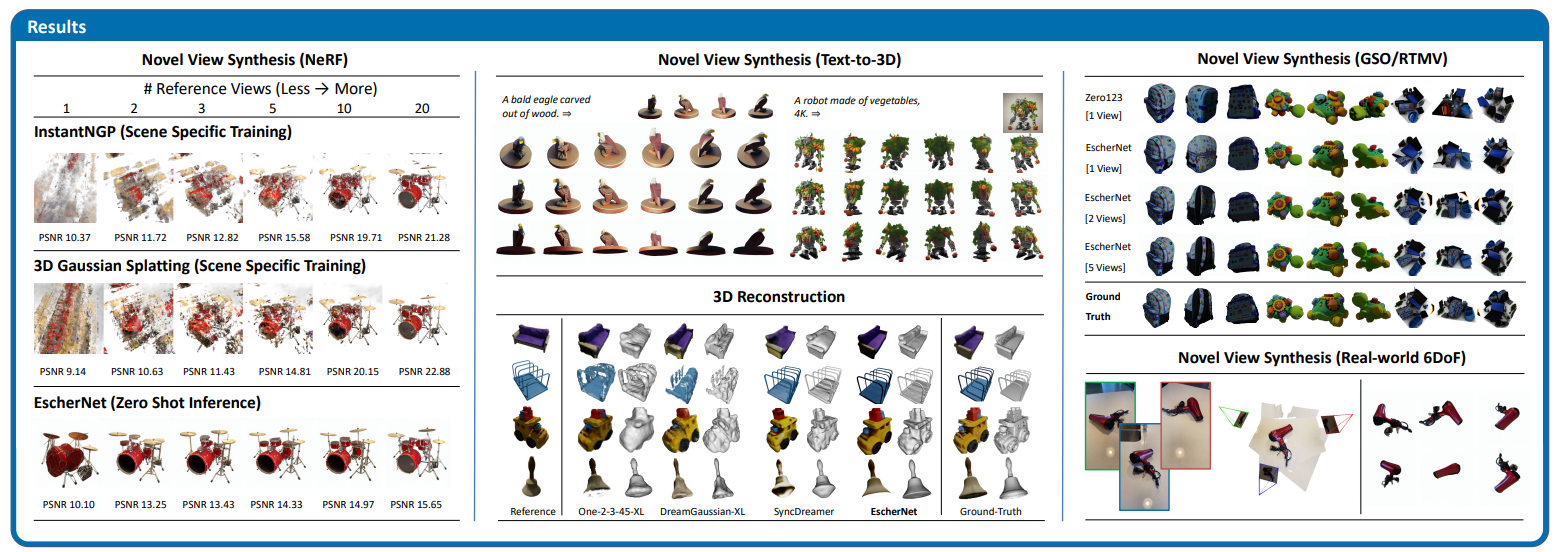 Results
Novel View Synthesis (NeRF)
# Reference Views (Less → More)
1 2 3 5 10 20
InstantNGP (Scene Specific Training)
PSNR 10.37 PSNR 11.72 PSNR 12.82 PSNR 15.58 PSNR 19.71 PSNR 21.28
3D Gaussian Splatting (Scene Specific Training)
PSNR 9.14 PSNR 10.63 PSNR 11.43 PSNR 14.81 PSNR 20.15 PSNR 22.88
EscherNet (Zero Shot Inference)
PSNR 10.10 PSNR 13.25 PSNR 13.43 PSNR 14.33 PSNR 14.97 PSNR 15.65
Novel View Synthesis (Text-to-3D)
A bald eagle carved
out of wood. ⇒
A robot made of vegetables,
4K. ⇒
3D Reconstruction
Reference One-2-3-45-XL DreamGaussian-XL SyncDreamer EscherNet Ground-Truth
Novel View Synthesis (GSO/RTMV)
Zero123
[1 View]
EscherNet
[1 View]
EscherNet
[2 Views]
EscherNet
[5 Views]
Ground
Truth
Novel View Synthesis (Real-world 6DoF)